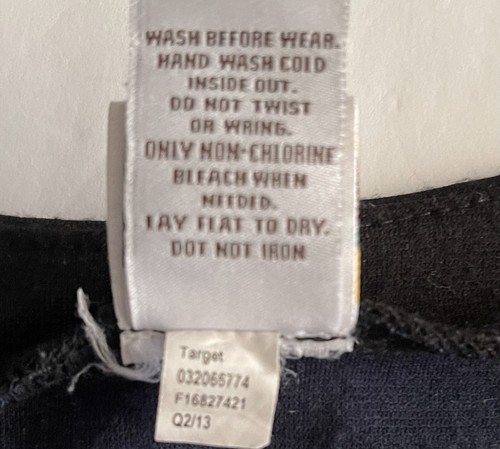 WASH BEFORE WEAR.
HAND WASH COLD
INSIDE OUT.
DO NOT TWIST
OR WRING.
ONLY NON-CHLORINE
BLEACH WHEN
NEEDED.
LAY FLAT TO DRY.
DOT NOT IRON
Target
032065774
F16827421
Q2/13